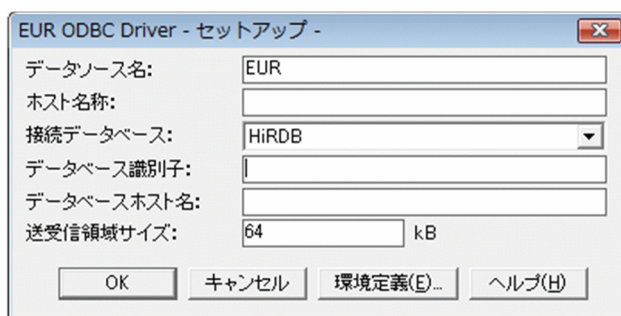 EUR ODBC Driver - セットアップ -
データソース名: EUR
ホスト名称:
接続データベース: HiRDB
データベース識別子:
データベースホスト名:
送受信領域サイズ: 64 kB
OK キャンセル 環境定義(E)... ヘルプ(H)